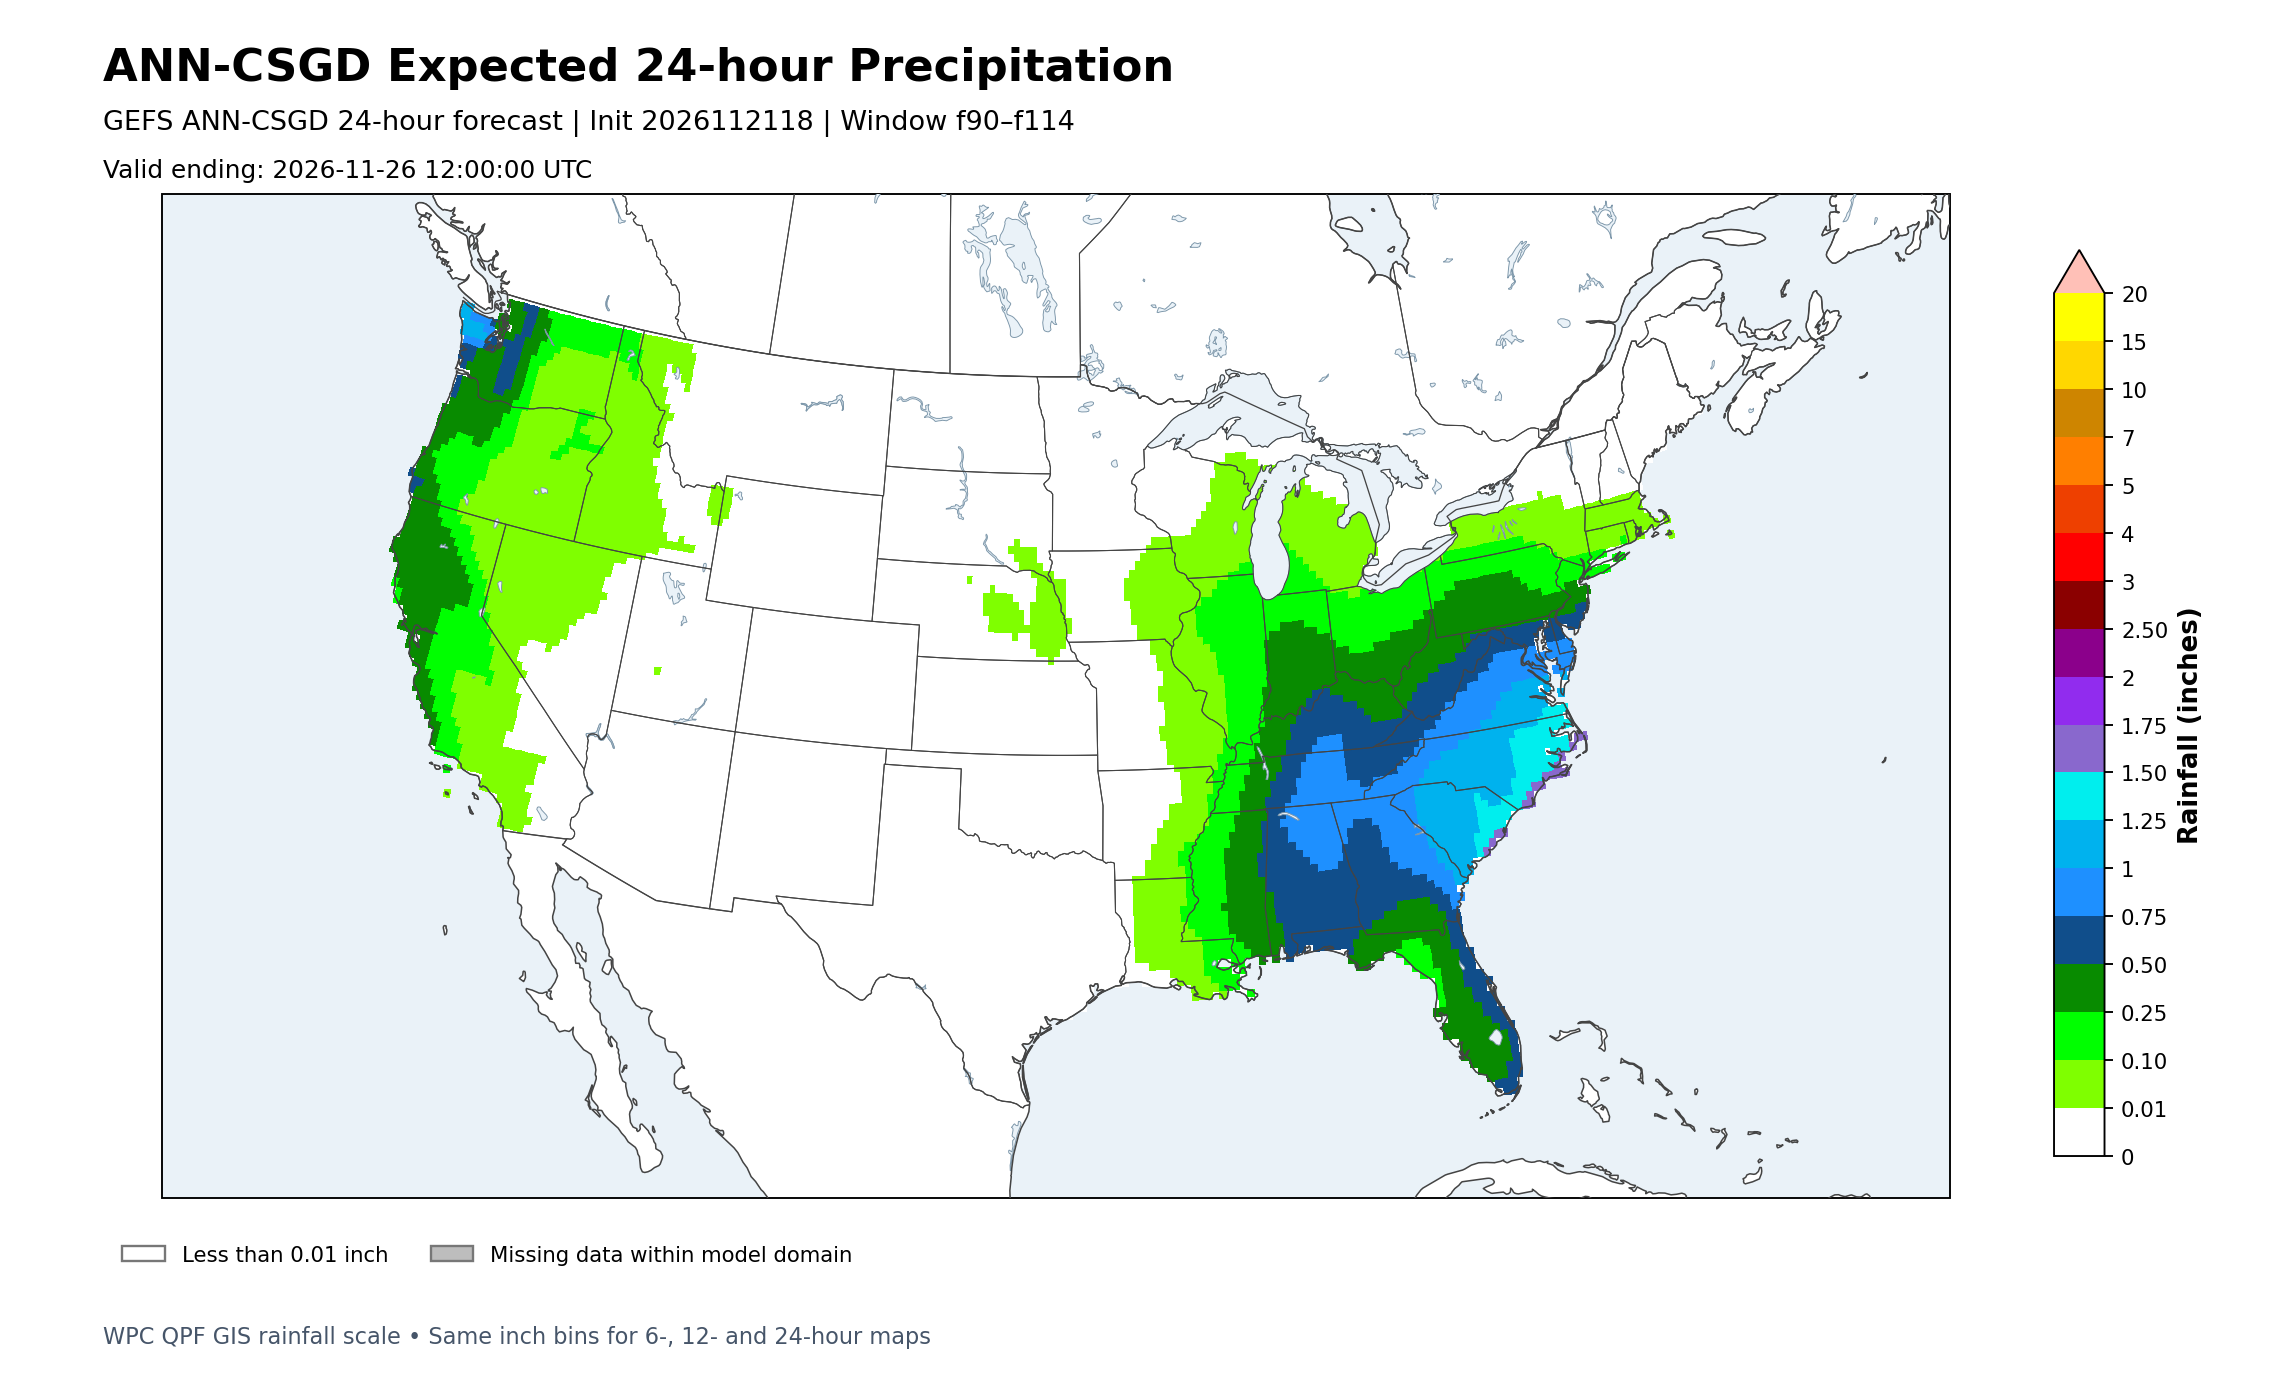 ANN-CSGD Expected 24-hour Precipitation
GEFS ANN-CSGD 24-hour forecast | Init 2026112118 | Window f90–f114
Valid ending: 2026-11-26 12:00:00 UTC
20
15
10
7
5
4
3
2.50
2
1.75
1.50
1.25
1
0.75
0.50
0.25
0.10
0.01
0
Rainfall (inches)
Less than 0.01 inch
Missing data within model domain
WPC QPF GIS rainfall scale • Same inch bins for 6-, 12- and 24-hour maps